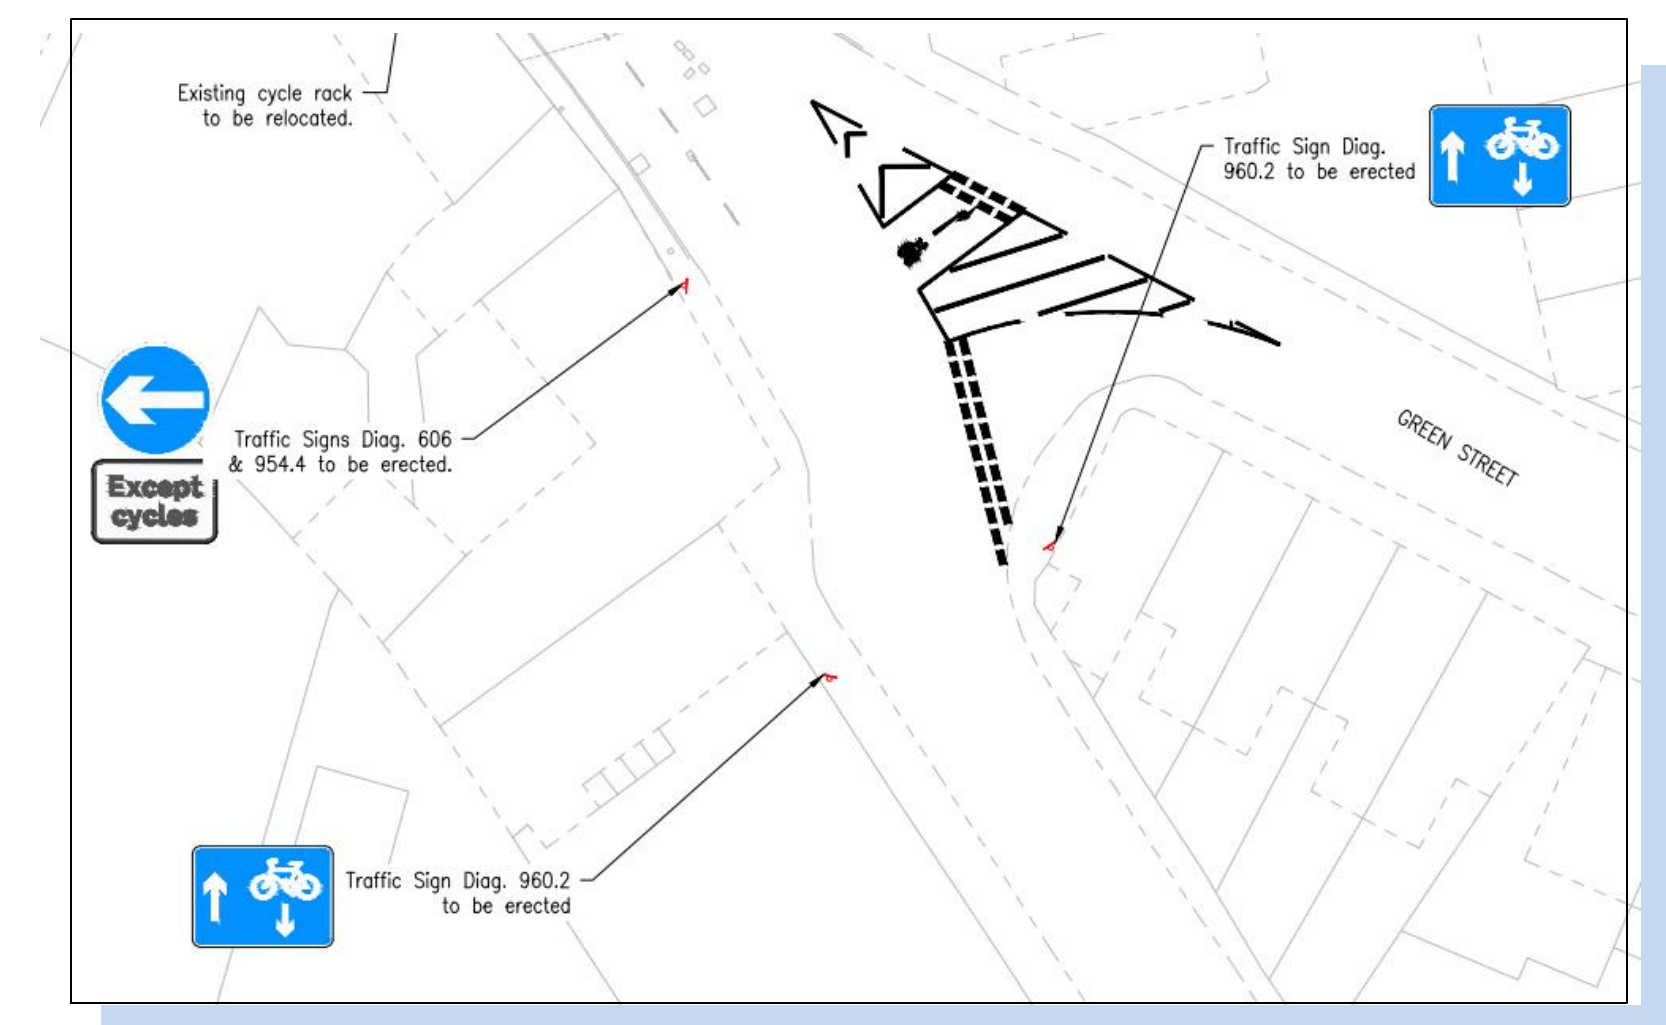 Existing cycle rack
to be relocated.
Traffic Sign Diag.
960.2 to be erected
GREEN STREET
Traffic Signs Diag. 606
& 954.4 to be erected.
Except
cycles
Traffic Sign Diag. 960.2
to be erected